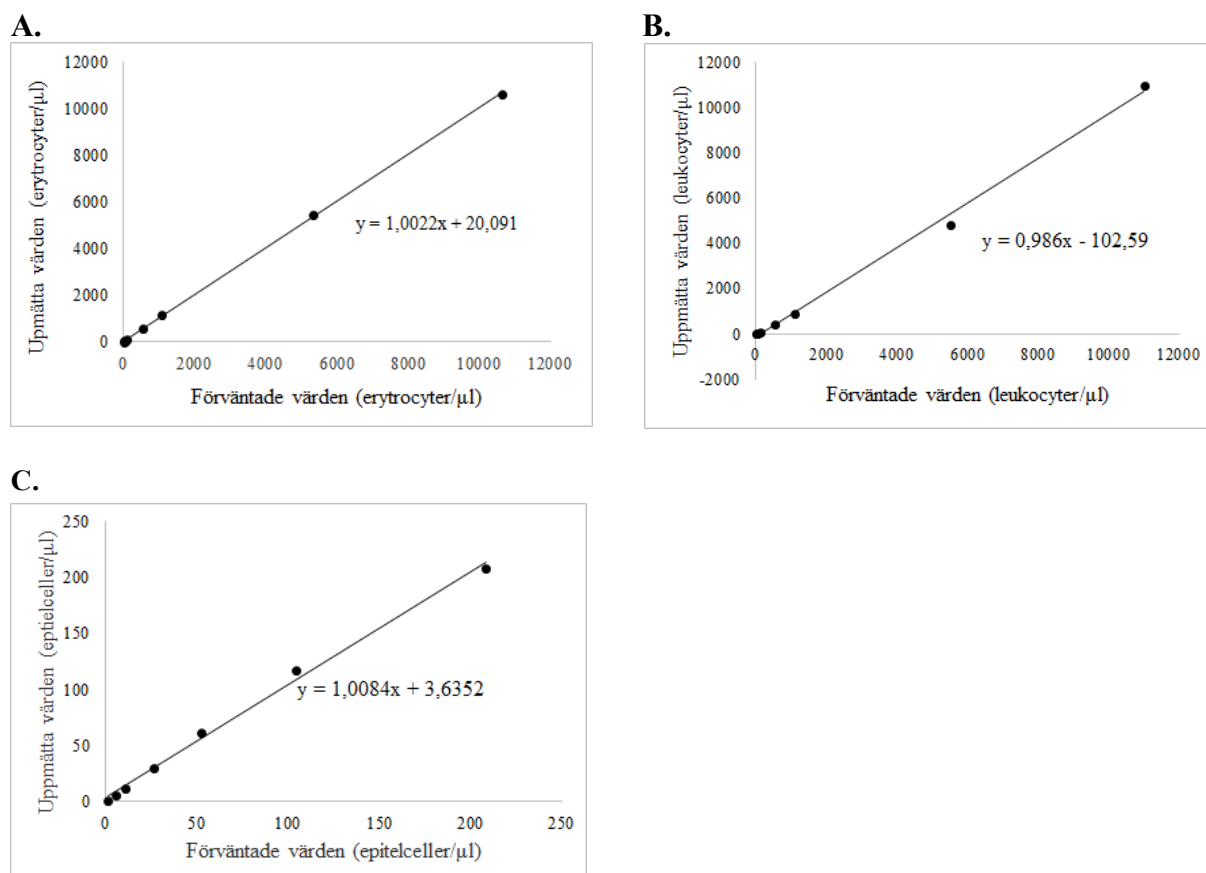 A.
12000
10000
8000
6000
4000
2000
0
Upmätta värden (erytrocyter/µl)
y = 1,0022x + 20,091
0 2000 4000 6000 8000 10000 12000
Förväntade värden (erytrocyter/µl)
B.
12000
10000
8000
6000
4000
2000
0
-2000
Uppmätta värden (leukocyter/µl)
y = 0,986x - 102,59
0 2000 4000 6000 8000 10000 12000
Förväntade värden (leukocyter/µl)
C.
250
200
150
100
50
0
Uppmätta värden (eptielceller/µl)
y = 1,0084x + 3,6352
0 50 100 150 200 250
Förväntade värden (epitelceller/µl)